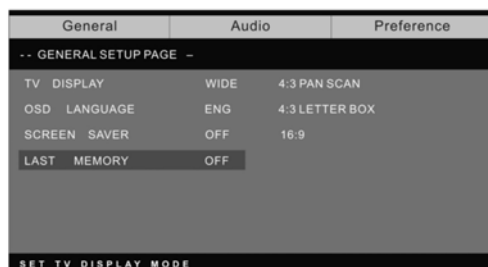 General Audio Preference
-- GENERAL SETUP PAGE –
TV DISPLAY WIDE 4:3 PAN SCAN
OSD LANGUAGE ENG 4:3 LETTER BOX
SCREEN SAVER OFF 16:9
LAST MEMORY OFF
SET TV DISPLAY MODE